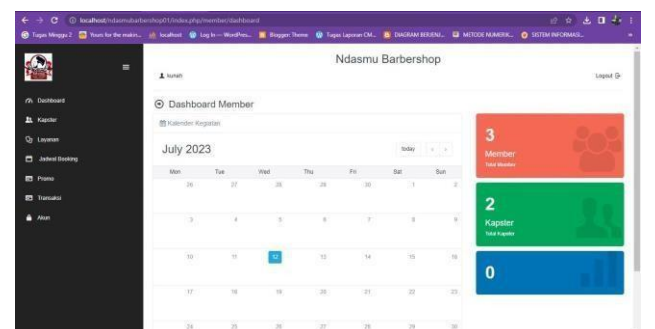 localhost/ndasmubarbershop01/index.php/member/dashboard
Tugas Minggu 2 Yours for the makin... localhost Log In — WordPres... Blogger: Theme Tugas Laporan CM... DIAGRAM BERJENJ... METODE NUMERIK... SISTEM INFORMASI...
Ndasmu Barbershop
Logout
Dashboard
Kapster
Layanan
Jadwal Booking
Promo
Transaksi
Akun
Dashboard Member
Kalender Kegiatan
July 2023
today
Mon Tue Wed Thu Fri Sat Sun
26 27 28 29 30 1 2
3 4 5 6 7 8 9
10 11 12 13 14 15 16
17 18 19 20 21 22 23
24 25 26 27 28 29 30
3
Member
Total Member
2
Kapster
Total Kapster
0